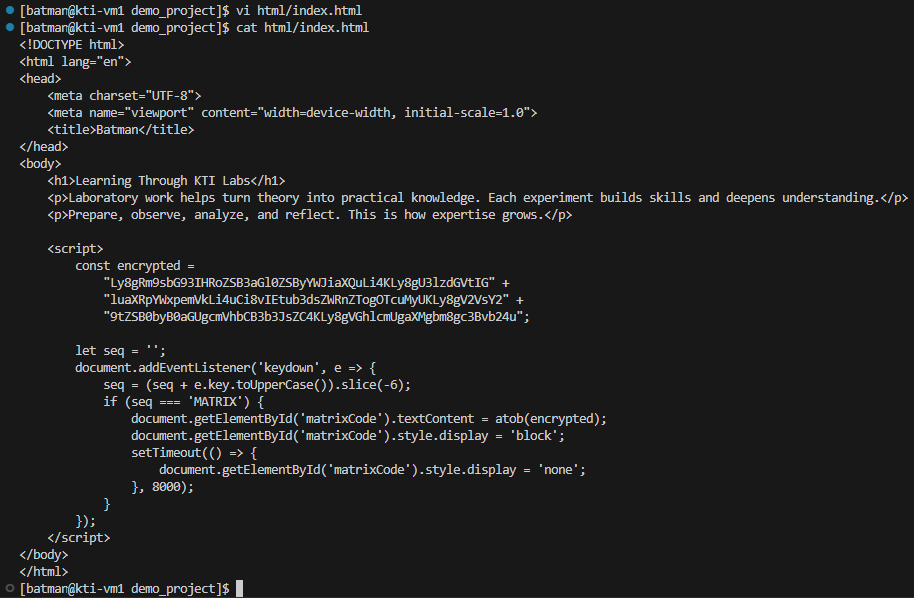 [batman@kti-vm1 demo_project]$ vi html/index.html
[batman@kti-vm1 demo_project]$ cat html/index.html
<!DOCTYPE html>
<html lang="en">
<head>
    <meta charset="UTF-8">
    <meta name="viewport" content="width=device-width, initial-scale=1.0">
    <title>Batman</title>
</head>
<body>
    <h1>Learning Through KTI Labs</h1>
    <p>Laboratory work helps turn theory into practical knowledge. Each experiment builds skills and deepens understanding.</p>
    <p>Prepare, observe, analyze, and reflect. This is how expertise grows.</p>

    <script>
        const encrypted =
            "Ly8gRm9sbG93IHRoZSB3aGl0ZSByYWJiaXQuLi4KLy8gU3lzdGVtIG" +
            "luaXRpYWxpemVkLi4uCi8vIEtub3dsZWRnZTogOTcuMyUKLy8gV2VsY2" +
            "9tZSB0byB0aGUgcmVhbCB3b3JsZC4KLy8gVGhlcmUgaXMgbm8gc3Bvb24u";

        let seq = '';
        document.addEventListener('keydown', e => {
            seq = (seq + e.key.toUpperCase()).slice(-6);
            if (seq === 'MATRIX') {
                document.getElementById('matrixCode').textContent = atob(encrypted);
                document.getElementById('matrixCode').style.display = 'block';
                setTimeout(() => {
                    document.getElementById('matrixCode').style.display = 'none';
                }, 8000);
            }
        });
    </script>
</body>
</html>
[batman@kti-vm1 demo_project]$